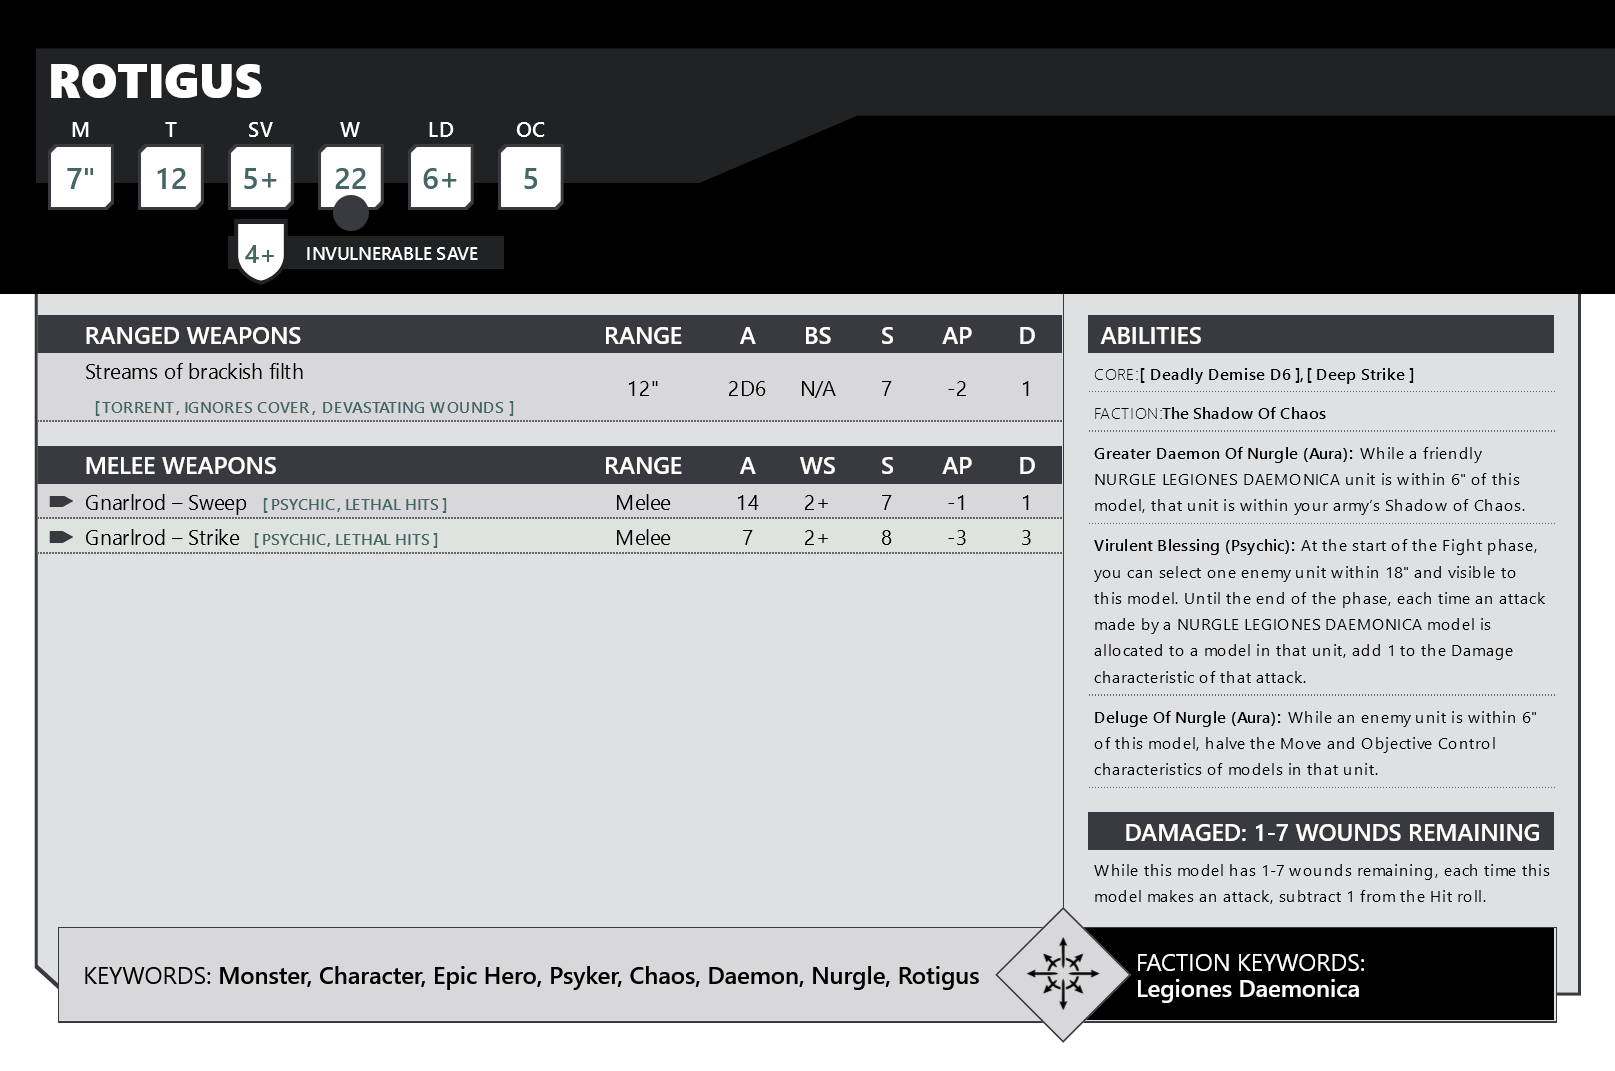 ROTIGUS
M T SV W LD OC
7" 12 5+ 22 6+ 5
4+ INVULNERABLE SAVE
RANGED WEAPONS RANGE A BS S AP D
Streams of brackish filth 12" 2D6 N/A 7 -2 1
[TORRENT, IGNORES COVER, DEVASTATING WOUNDS]
MELEE WEAPONS RANGE A WS S AP D
Gnarlrod – Sweep [PSYCHIC, LETHAL HITS] Melee 14 2+ 7 -1 1
Gnarlrod – Strike [PSYCHIC, LETHAL HITS] Melee 7 2+ 8 -3 3
ABILITIES
CORE:[ Deadly Demise D6 ], [ Deep Strike ]
FACTION:The Shadow Of Chaos
Greater Daemon Of Nurgle (Aura): While a friendly
NURGLE LEGIONES DAEMONICA unit is within 6" of this
model, that unit is within your army’s Shadow of Chaos.
Virulent Blessing (Psychic): At the start of the Fight phase,
you can select one enemy unit within 18" and visible to
this model. Until the end of the phase, each time an attack
made by a NURGLE LEGIONES DAEMONICA model is
allocated to a model in that unit, add 1 to the Damage
characteristic of that attack.
Deluge Of Nurgle (Aura): While an enemy unit is within 6"
of this model, halve the Move and Objective Control
characteristics of models in that unit.
DAMAGED: 1-7 WOUNDS REMAINING
While this model has 1-7 wounds remaining, each time this
model makes an attack, subtract 1 from the Hit roll.
KEYWORDS: Monster, Character, Epic Hero, Psyker, Chaos, Daemon, Nurgle, Rotigus
FACTION KEYWORDS:
Legiones Daemonica